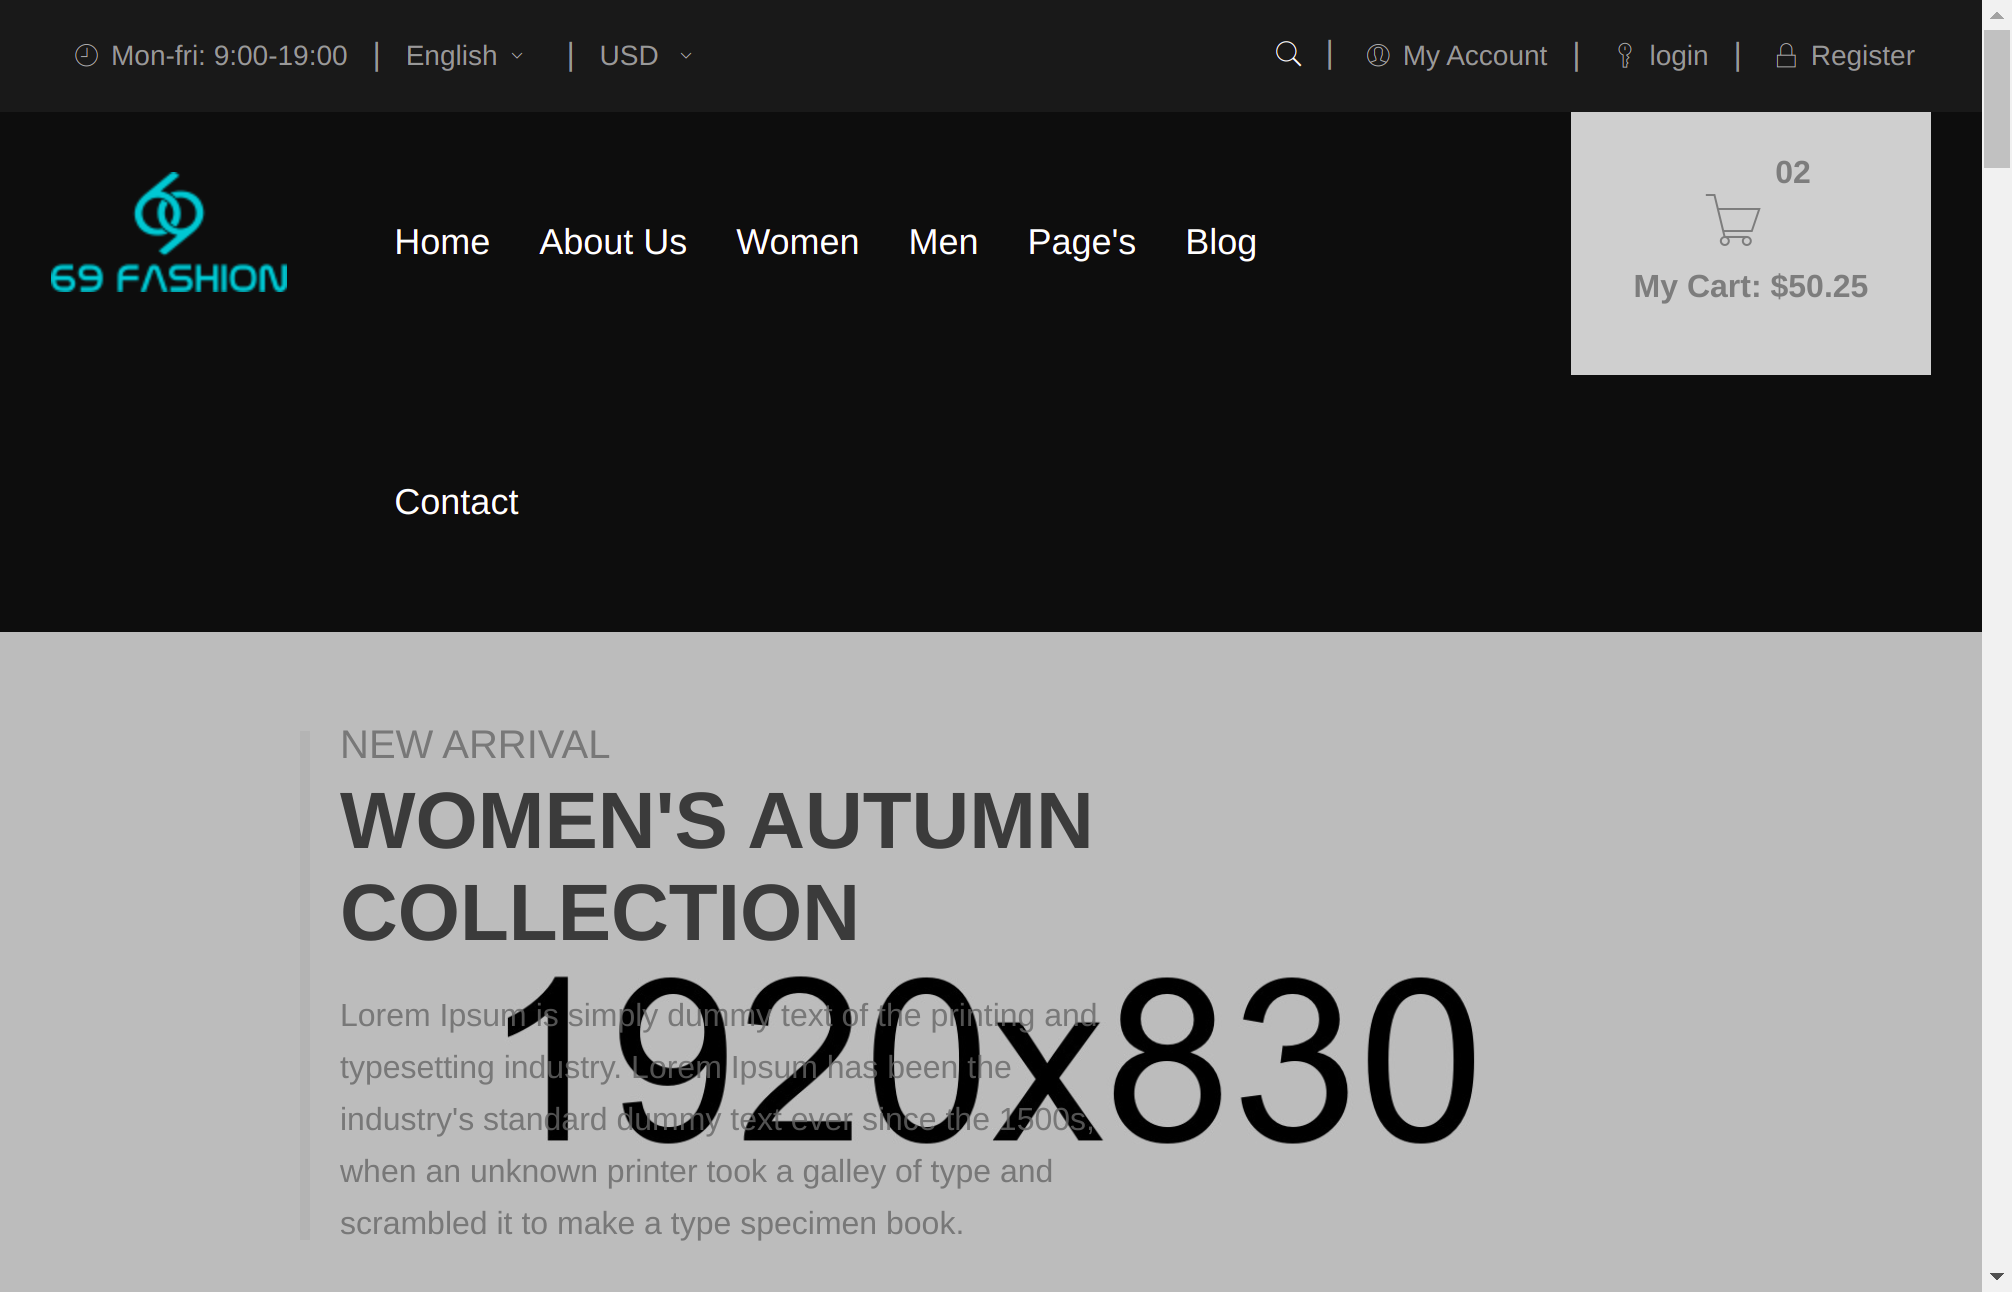 Mon-fri: 9:00-19:00 | English | USD | My Account | login | Register
69 FASHION
Home About Us Women Men Page's Blog
02
My Cart: $50.25
Contact
NEW ARRIVAL
WOMEN'S AUTUMN
COLLECTION
1920x830
Lorem Ipsum is simply dummy text of the printing and
typesetting industry. Lorem Ipsum has been the
industry's standard dummy text ever since the 1500s,
when an unknown printer took a galley of type and
scrambled it to make a type specimen book.